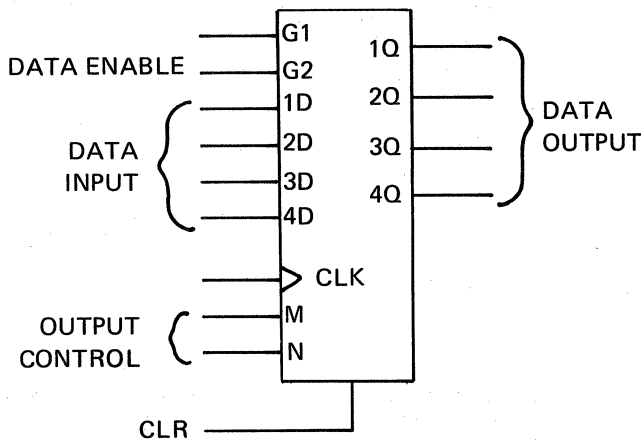 G1
DATA ENABLE
G2
1D
DATA
INPUT
2D
3D
4D
CLK
OUTPUT
CONTROL
M
N
CLR
1Q
2Q
3Q
4Q
DATA
OUTPUT